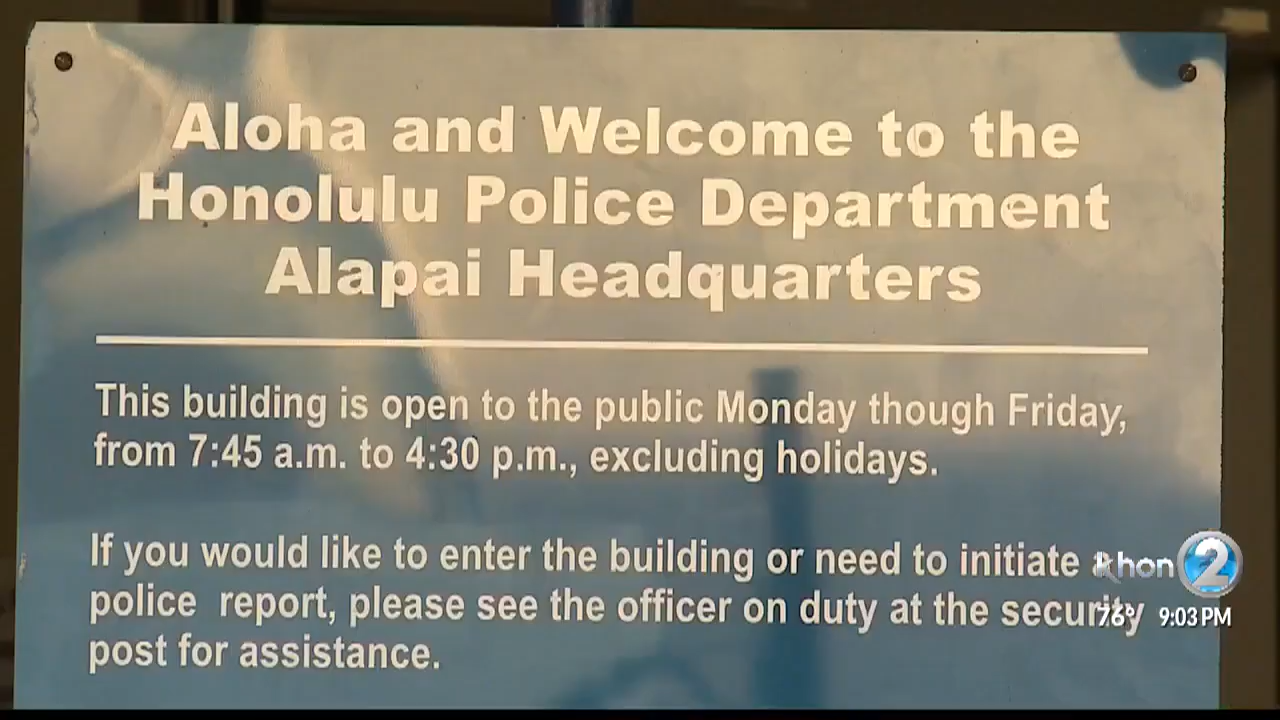 Aloha and Welcome to the
Honolulu Police Department
Alapai Headquarters
This building is open to the public Monday though Friday,
from 7:45 a.m. to 4:30 p.m., excluding holidays.
If you would like to enter the building or need to initiate a
police report, please see the officer on duty at the security
post for assistance.
khon 2
76° 9:03 PM